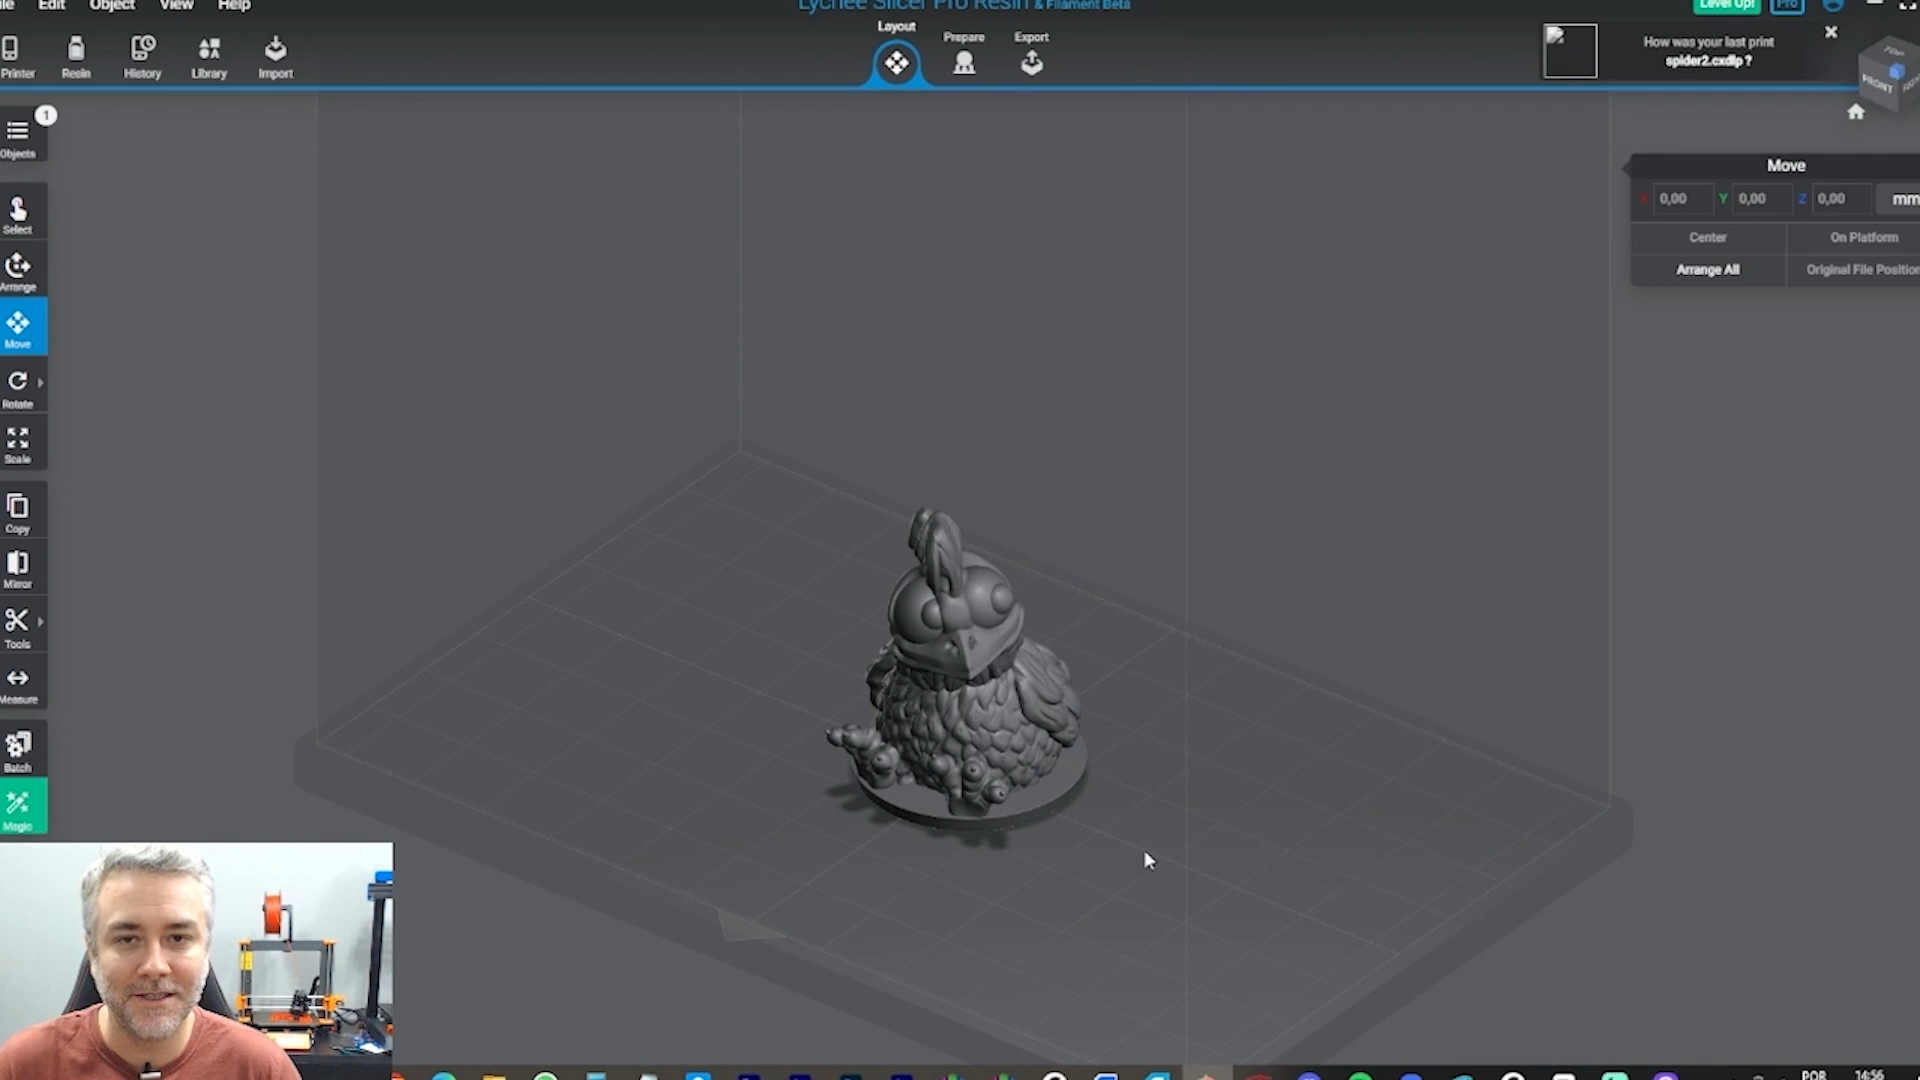 Edit Object View Help
Lychee Slicer Pro Resin & Filament Beta
Level Up!
Pro
Printer
Resin
History
Library
Import
Layout
Prepare
Export
How was your last print
spider2.cxdlp ?
TOP
FRONT
1
Objects
Select
Arrange
Move
Rotate
Scale
Copy
Mirror
Tools
Measure
Batch
Magic
Move
X 0,00 Y 0,00 Z 0,00 mm
Center
On Platform
Arrange All
Original File Position
POR
14:56